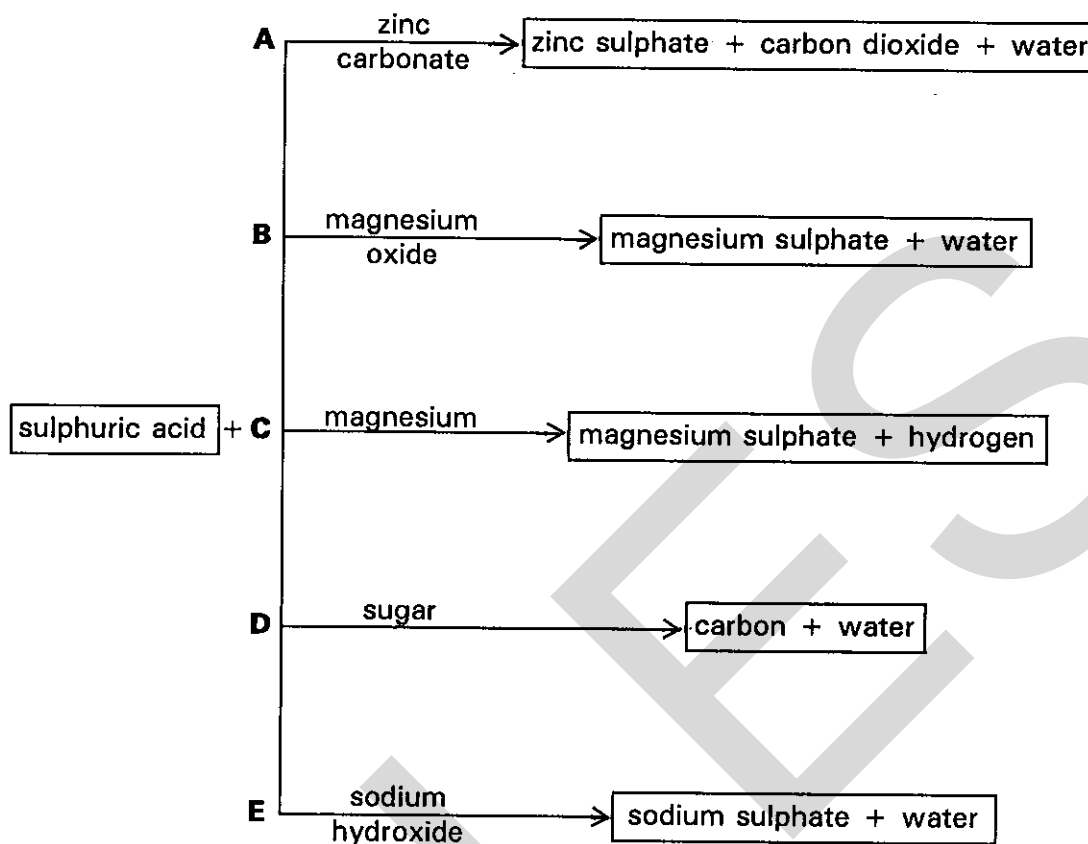 A zinc carbonate zinc sulphate + carbon dioxide + water
B magnesium oxide magnesium sulphate + water
sulphuric acid + C magnesium magnesium sulphate + hydrogen
D sugar carbon + water
E sodium hydroxide sodium sulphate + water